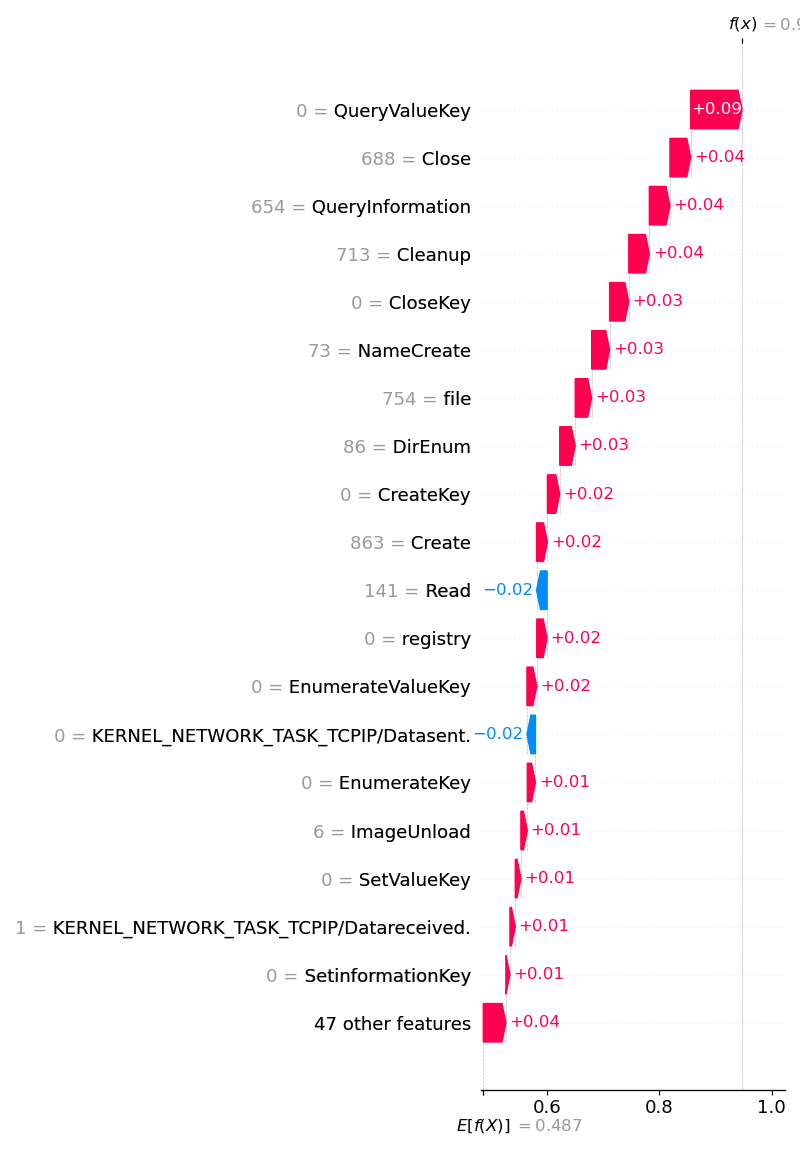 f(x) = 0.9
0 = QueryValueKey +0.09
688 = Close +0.04
654 = QueryInformation +0.04
713 = Cleanup +0.04
0 = CloseKey +0.03
73 = NameCreate +0.03
754 = file +0.03
86 = DirEnum +0.03
0 = CreateKey +0.02
863 = Create +0.02
141 = Read −0.02
0 = registry +0.02
0 = EnumerateValueKey +0.02
0 = KERNEL_NETWORK_TASK_TCPIP/Datasent. −0.02
0 = EnumerateKey +0.01
6 = ImageUnload +0.01
0 = SetValueKey +0.01
1 = KERNEL_NETWORK_TASK_TCPIP/Datareceived. +0.01
0 = SetinformationKey +0.01
47 other features +0.04
0.6 0.8 1.0
E[f(X)] = 0.487